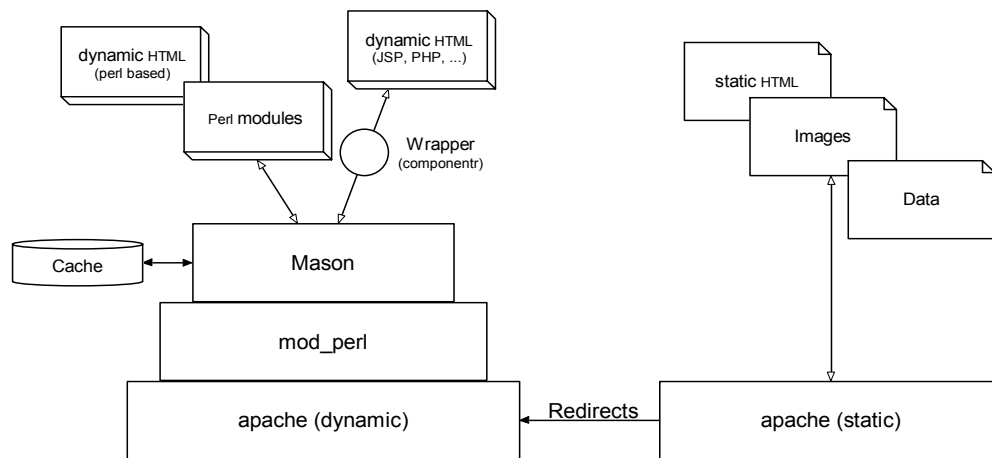 dynamic HTML
(perl based)
Perl modules
dynamic HTML
(JSP, PHP, ...)
Wrapper
(componentr)
static HTML
Images
Data
Cache
Mason
mod_perl
apache (dynamic)
Redirects
apache (static)